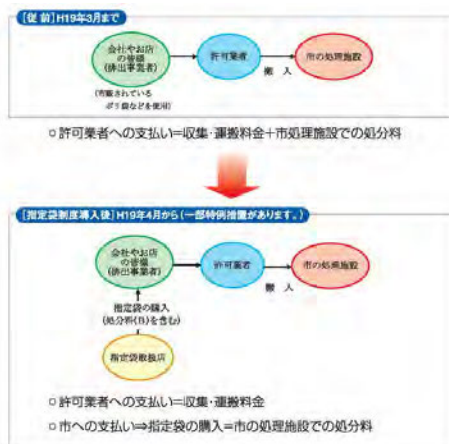 [従 前]H19年3月まで
会社やお店
の皆様
(排出事業者)
許可業者
搬 入
市の処理施設
(市販されている
ポリ袋などを使用)
○許可業者への支払い=収集・運搬料金+市処理施設での処分料
[指定袋制度導入後]H19年4月から(一部特例措置があります。)
会社やお店
の皆様
(排出事業者)
許可業者
搬 入
市の処理施設
指定袋の購入
(処分料(B)を含む)
指定袋取扱店
○許可業者への支払い=収集・運搬料金
○市への支払い⇒指定袋の購入=市の処理施設での処分料